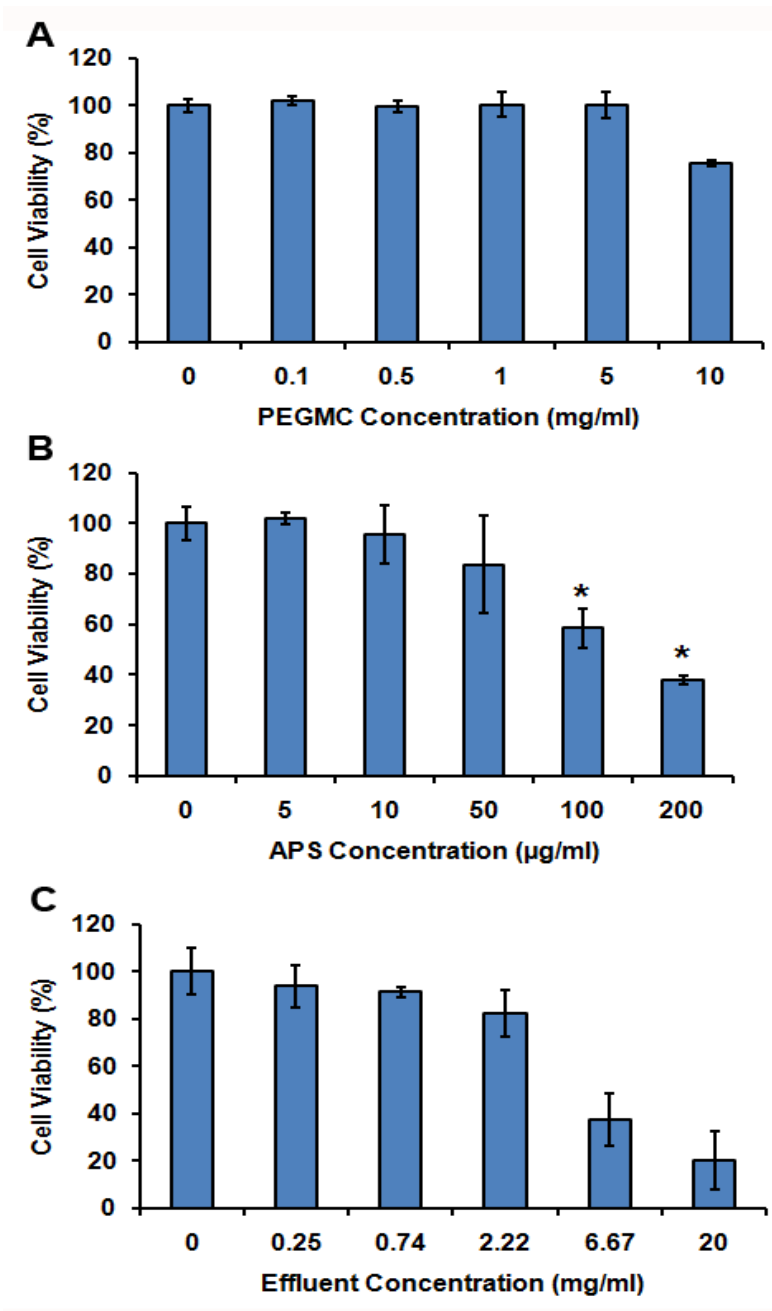 A
Cell Viability (%)
120
100
80
60
40
20
0
0 0.1 0.5 1 5 10
PEGMC Concentration (mg/ml)
B
Cell Viability (%)
120
100
80
60
40
20
0
* *
0 5 10 50 100 200
APS Concentration (µg/ml)
C
Cell Viability (%)
120
100
80
60
40
20
0
0 0.25 0.74 2.22 6.67 20
Effluent Concentration (mg/ml)